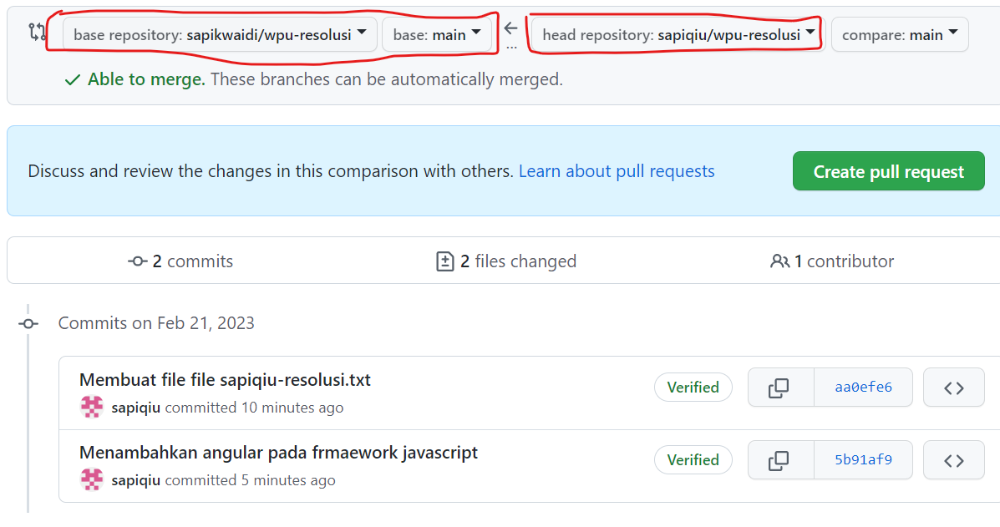 base repository: sapikwaidi/wpu-resolusi base: main ... head repository: sapiqiu/wpu-resolusi compare: main
Able to merge. These branches can be automatically merged.
Discuss and review the changes in this comparison with others. Learn about pull requests
Create pull request
2 commits 2 files changed 1 contributor
Commits on Feb 21, 2023
Membuat file file sapiqiu-resolusi.txt
Verified aa0efe6
sapiqiu committed 10 minutes ago
Menambahkan angular pada frmaework javascript
Verified 5b91af9
sapiqiu committed 5 minutes ago